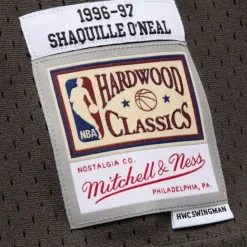 1996-97
SHAQUILLE O'NEAL
HARDWOOD
NBA
CLASSICS
NOSTALGIA CO.
Mitchell & Ness
PHILADELPHIA, PA.
HWC SWINGMAN